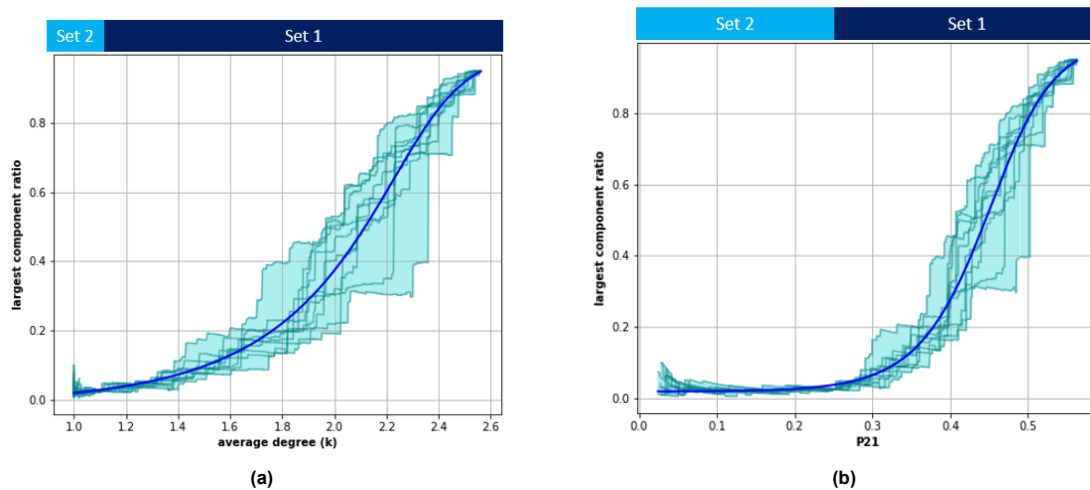 Set 2 Set 1
0.8
0.6
0.4
0.2
0.0
largest component ratio
1.0 1.2 1.4 1.6 1.8 2.0 2.2 2.4 2.6
average degree (k)
(a)
Set 2 Set 1
0.8
0.6
0.4
0.2
0.0
largest component ratio
0.0 0.1 0.2 0.3 0.4 0.5
P21
(b)